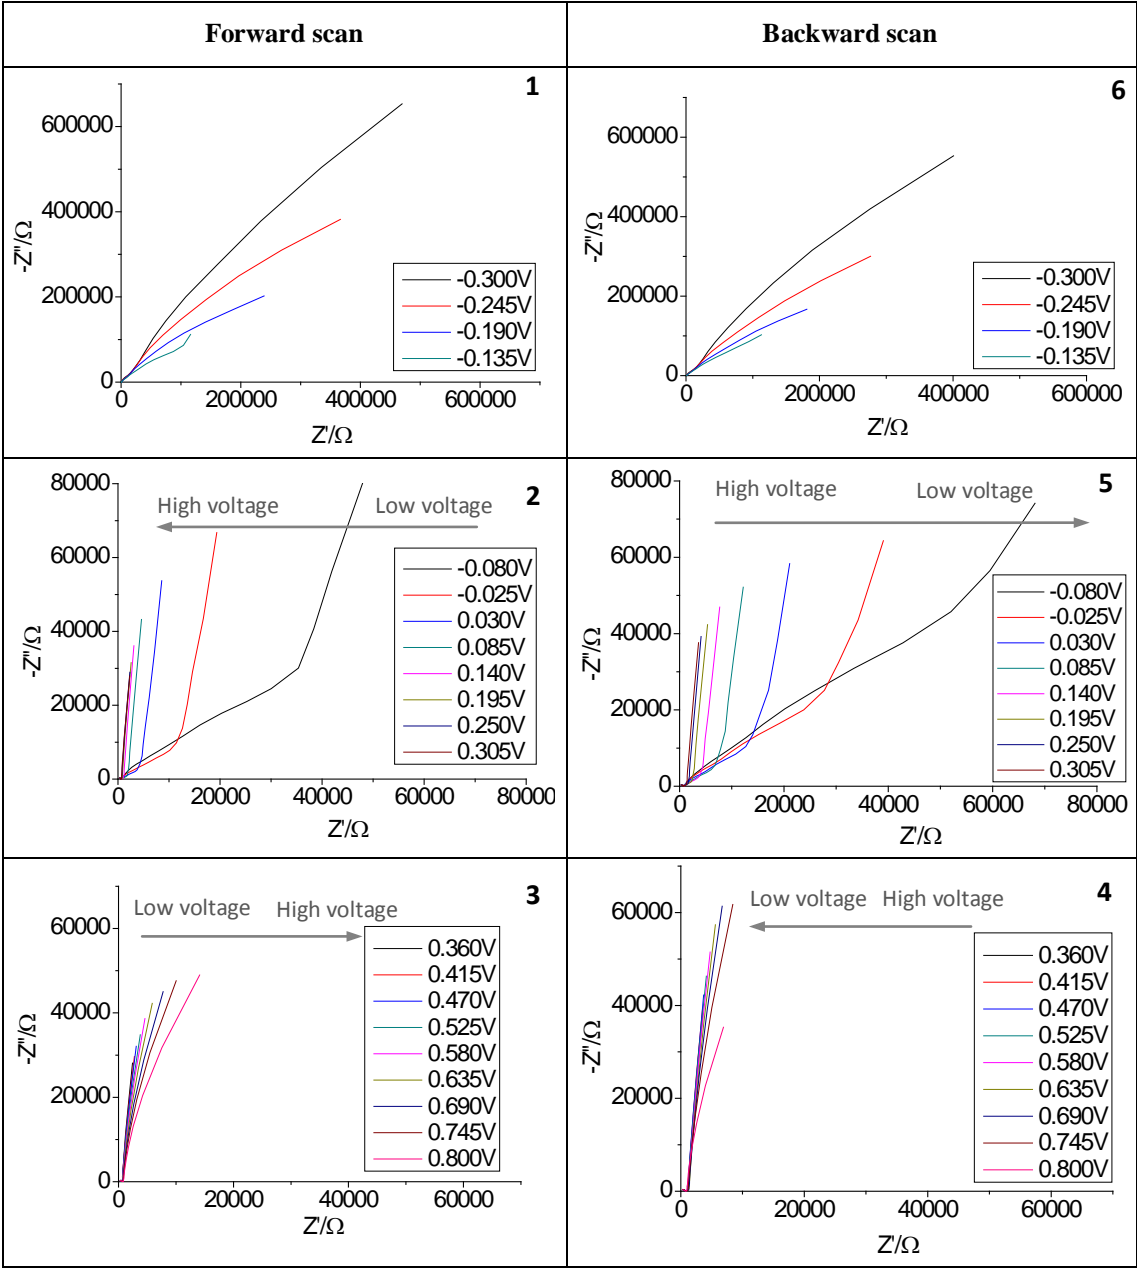 Forward scan
Backward scan
1
600000
400000
200000
0
-Z''/Ω
0 200000 400000 600000
Z'/Ω
-0.300V
-0.245V
-0.190V
-0.135V
6
600000
400000
200000
0
-Z''/Ω
0 200000 400000 600000
Z'/Ω
-0.300V
-0.245V
-0.190V
-0.135V
2
High voltage Low voltage
80000
60000
40000
20000
0
-Z''/Ω
0 20000 40000 60000 80000
Z'/Ω
-0.080V
-0.025V
0.030V
0.085V
0.140V
0.195V
0.250V
0.305V
5
High voltage Low voltage
80000
60000
40000
20000
0
-Z''/Ω
0 20000 40000 60000 80000
Z'/Ω
-0.080V
-0.025V
0.030V
0.085V
0.140V
0.195V
0.250V
0.305V
3
Low voltage High voltage
60000
40000
20000
0
-Z''/Ω
0 20000 40000 60000
Z'/Ω
0.360V
0.415V
0.470V
0.525V
0.580V
0.635V
0.690V
0.745V
0.800V
4
Low voltage High voltage
60000
40000
20000
0
-Z''/Ω
0 20000 40000 60000
Z'/Ω
0.360V
0.415V
0.470V
0.525V
0.580V
0.635V
0.690V
0.745V
0.800V